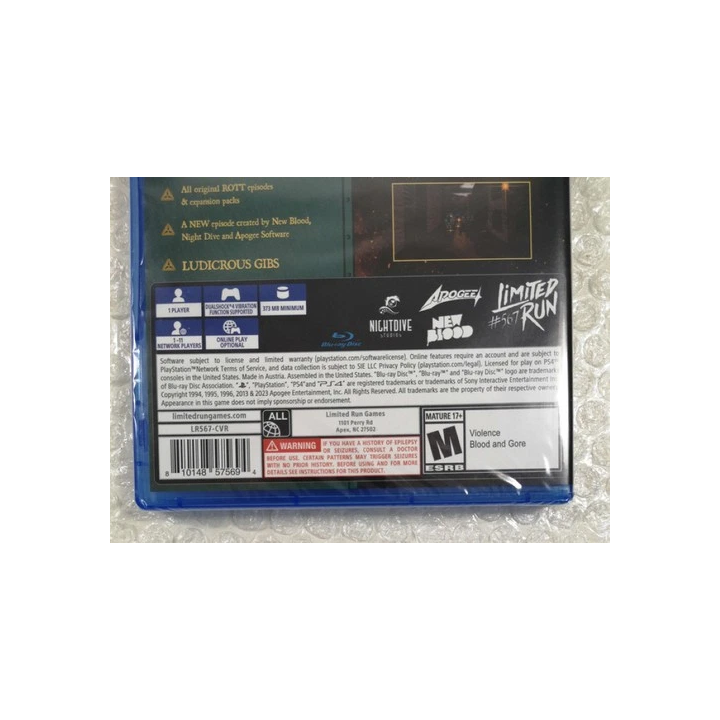 All original ROTT episodes
& expansion packs
A NEW episode created by New Blood,
Night Dive and Apogee Software
LUDICROUS GIBS
1 PLAYER
DUALSHOCK®4 VIBRATION
FUNCTION SUPPORTED
373 MB MINIMUM
1-11
NETWORK PLAYERS
ONLINE PLAY
OPTIONAL
Blu-ray Disc
NIGHTDIVE
STUDIOS
APOGEE
NEW
BLOOD
LIMITED
RUN
#567
Software subject to license and limited warranty (playstation.com/softwarelicense). Online features require an account and are subject to
PlayStation™Network Terms of Service, and data collection is subject to SIE LLC Privacy Policy (playstation.com/legal). For play on PS4™
consoles in the United States. Made in Austria. Assembled in the United States. "Blu-ray Disc™", "Blu-ray™" and "Blu-ray Disc™" logo are trademarks
of Blu-ray Disc Association. "PlayStation", "PS4"and "PS4" are registered trademarks or trademarks of Sony Interactive Entertainment Inc.
Copyright 1994, 1995, 1996, 2013 & 2023 Apogee Entertainment, Inc. All Rights Reserved. All trademarks are the property of their respective owners.
Appearance in this game does not imply sponsorship or endorsement.
limitedrungames.com
LR567-CVR
8 10148 57569 4
ALL
Limited Run Games
1101 Perry Rd
Apex, NC 27502
WARNING
IF YOU HAVE A HISTORY OF EPILEPSY
OR SEIZURES, CONSULT A DOCTOR
BEFORE USE. CERTAIN PATTERNS MAY TRIGGER SEIZURES
WITH NO PRIOR HISTORY. BEFORE USING AND FOR MORE
DETAILS SEE INSTRUCTIONS FOR THIS PRODUCT.
MATURE 17+
M
ESRB
Violence
Blood and Gore